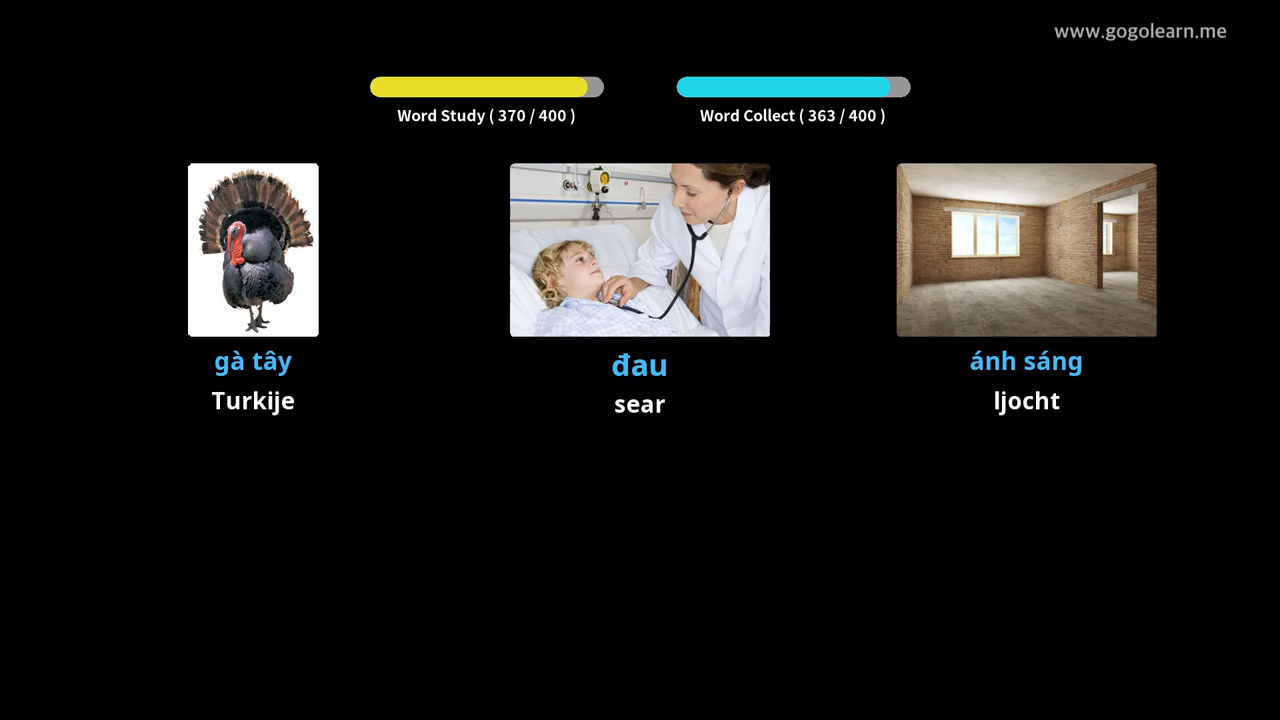 www.gogolearn.me
Word Study ( 370 / 400 )
Word Collect ( 363 / 400 )
gà tây
Turkije
đau
sear
ánh sáng
ljocht